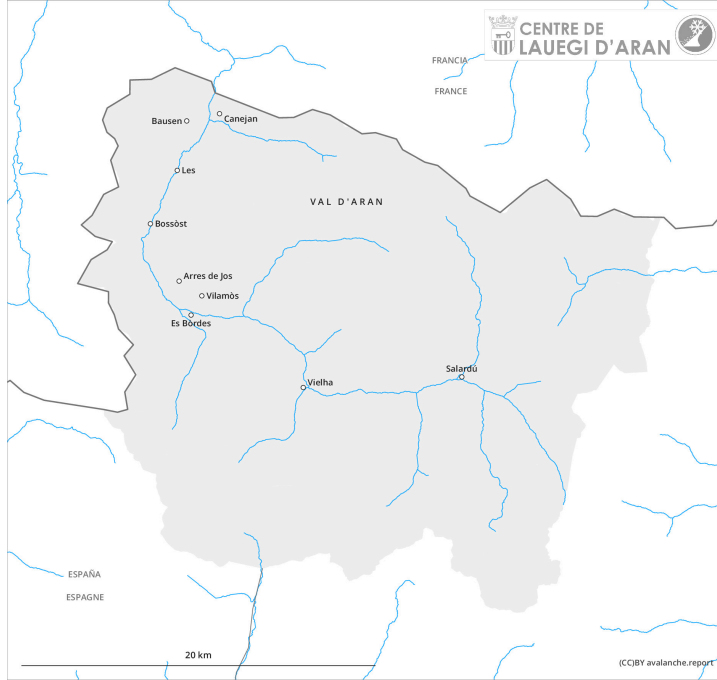 CENTRE DE
LAUEGI D'ARAN
FRANCIA
FRANCE
Bausen
Canejan
Les
VAL D'ARAN
Bossòst
Arres de Jos
Vilamòs
Es Bòrdes
Salardú
Vielha
ESPAÑA
ESPAGNE
20 km
(CC)BY avalanche.report